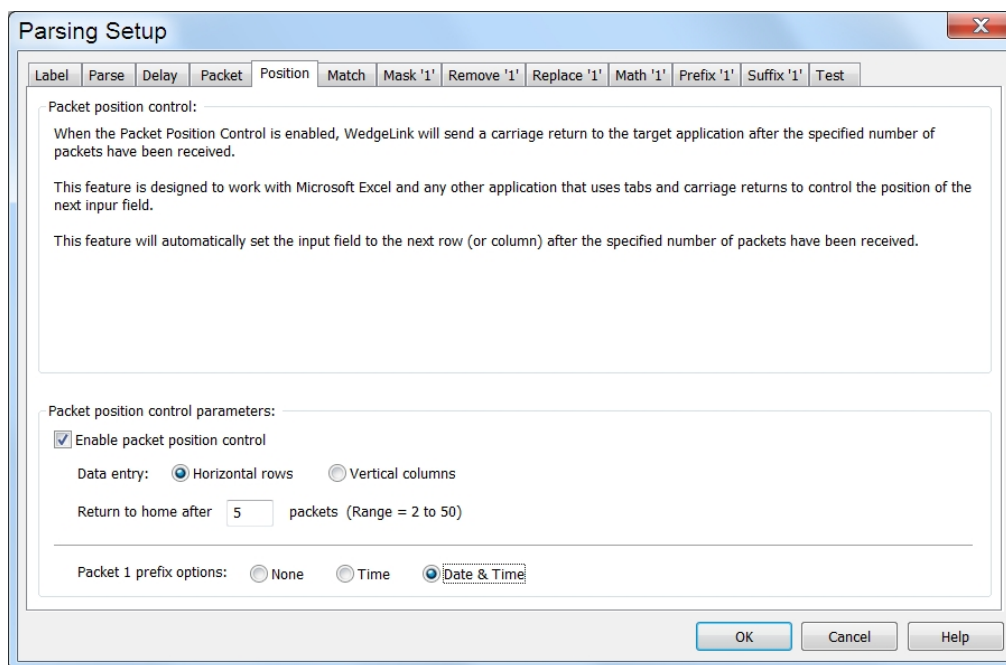 Parsing Setup
Label Parse Delay Packet Position Match Mask '1' Remove '1' Replace '1' Math '1' Prefix '1' Suffix '1' Test
Packet position control:
When the Packet Position Control is enabled, WedgeLink will send a carriage return to the target application after the specified number of
packets have been received.
This feature is designed to work with Microsoft Excel and any other application that uses tabs and carriage returns to control the position of the
next inpur field.
This feature will automatically set the input field to the next row (or column) after the specified number of packets have been received.
Packet position control parameters:
Enable packet position control
Data entry: Horizontal rows Vertical columns
Return to home after 5 packets (Range = 2 to 50)
Packet 1 prefix options: None Time Date & Time
OK Cancel Help